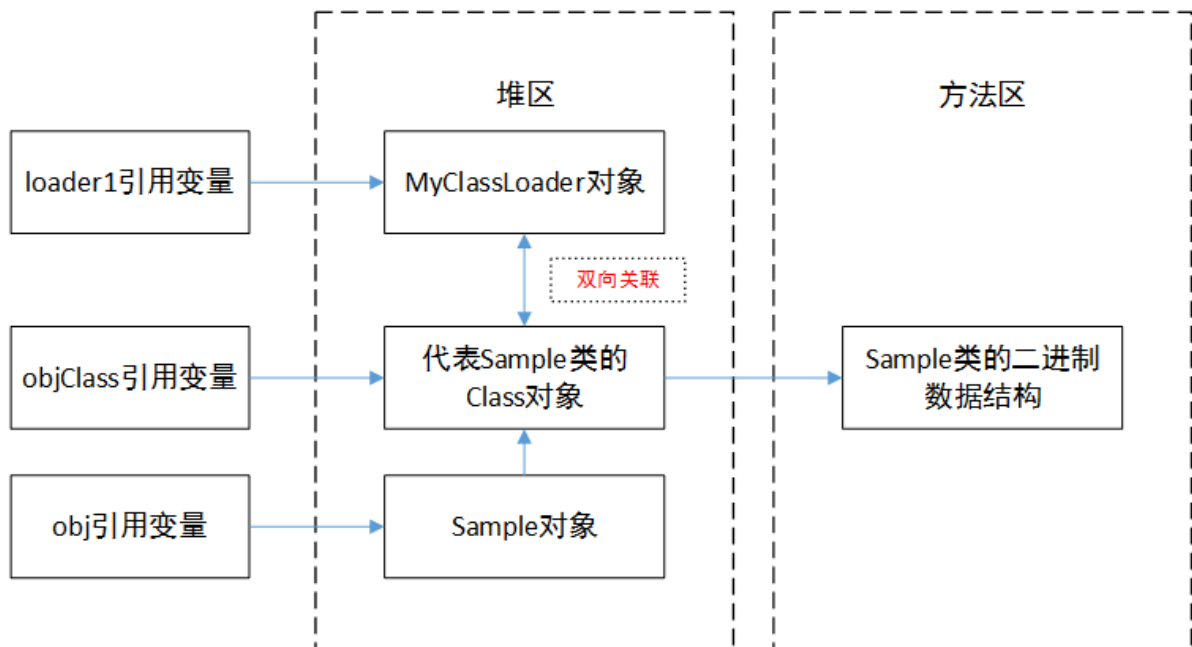 堆区
方法区
loader1引用变量
MyClassLoader对象
双向关联
objClass引用变量
代表Sample类的
Class对象
Sample类的二进制
数据结构
obj引用变量
Sample对象